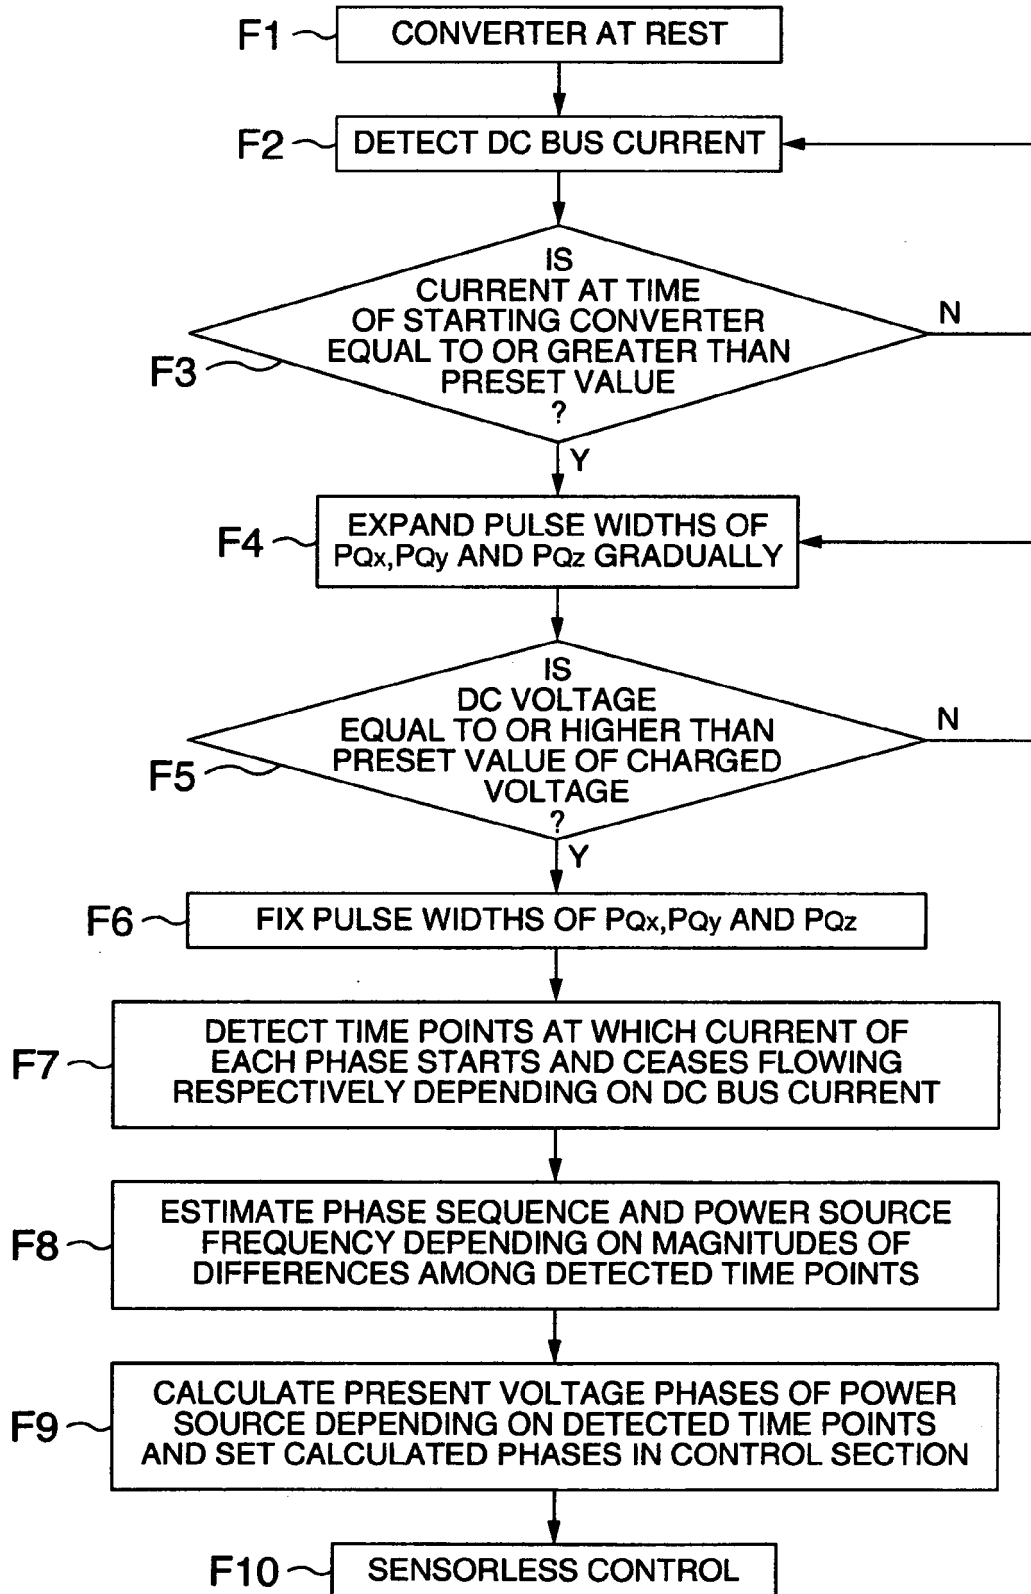 F1
CONVERTER AT REST
F2
DETECT DC BUS CURRENT
IS
CURRENT AT TIME
OF STARTING CONVERTER
EQUAL TO OR GREATER THAN
PRESET VALUE
?
N
F3
Y
F4
EXPAND PULSE WIDTHS OF
PQx,PQy AND PQz GRADUALLY
IS
DC VOLTAGE
EQUAL TO OR HIGHER THAN
PRESET VALUE OF CHARGED
VOLTAGE
?
N
F5
Y
F6
FIX PULSE WIDTHS OF PQx,PQy AND PQz
F7
DETECT TIME POINTS AT WHICH CURRENT OF
EACH PHASE STARTS AND CEASES FLOWING
RESPECTIVELY DEPENDING ON DC BUS CURRENT
F8
ESTIMATE PHASE SEQUENCE AND POWER SOURCE
FREQUENCY DEPENDING ON MAGNITUDES OF
DIFFERENCES AMONG DETECTED TIME POINTS
F9
CALCULATE PRESENT VOLTAGE PHASES OF POWER
SOURCE DEPENDING ON DETECTED TIME POINTS
AND SET CALCULATED PHASES IN CONTROL SECTION
F10
SENSORLESS CONTROL